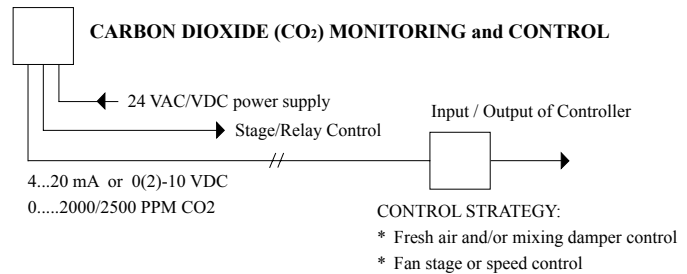 CARBON DIOXIDE (CO₂) MONITORING and CONTROL
24 VAC/VDC power supply
Stage/Relay Control
Input / Output of Controller
4...20 mA or 0(2)-10 VDC
0.....2000/2500 PPM CO2
CONTROL STRATEGY:
* Fresh air and/or mixing damper control
* Fan stage or speed control